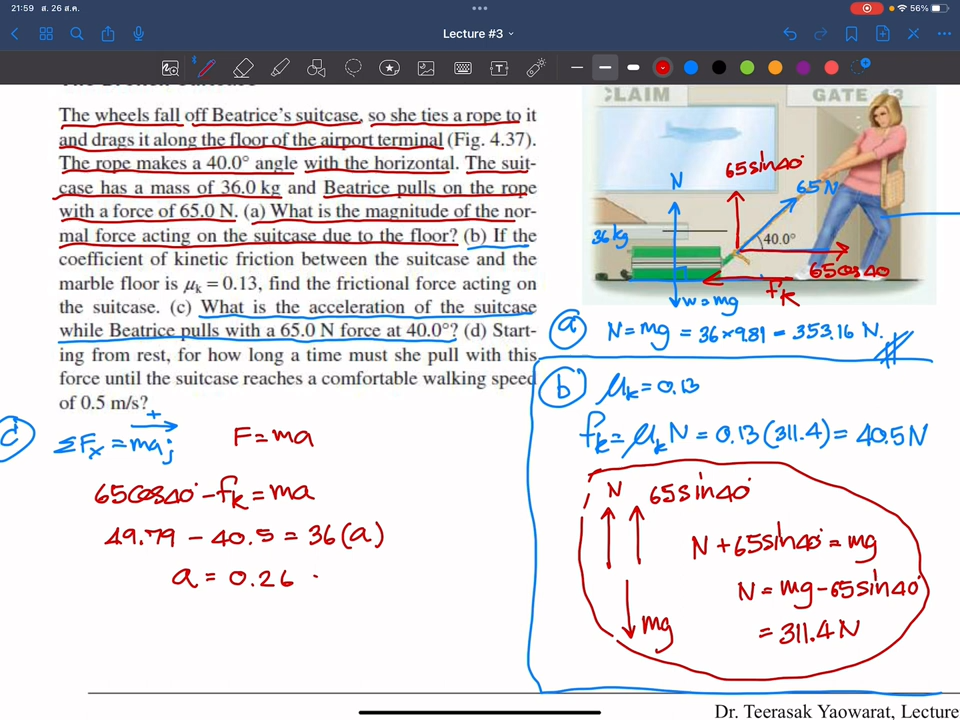 21:59 ส. 26 ส.ค.
56%
Lecture #3
The wheels fall off Beatrice's suitcase, so she ties a rope to it
and drags it along the floor of the airport terminal (Fig. 4.37).
The rope makes a 40.0° angle with the horizontal. The suit-
case has a mass of 36.0 kg and Beatrice pulls on the rope
with a force of 65.0 N. (a) What is the magnitude of the nor-
mal force acting on the suitcase due to the floor? (b) If the
coefficient of kinetic friction between the suitcase and the
marble floor is μk = 0.13, find the frictional force acting on
the suitcase. (c) What is the acceleration of the suitcase
while Beatrice pulls with a 65.0 N force at 40.0°? (d) Start-
ing from rest, for how long a time must she pull with this
force until the suitcase reaches a comfortable walking speed
of 0.5 m/s?
CLAIM
GATE 13
65sin40°
N
65N
36kg
40.0°
65cos40
fk
w=mg
a N=mg = 36×9.81 = 353.16 N.
b μk=0.13
fk=μkN = 0.13(311.4) = 40.5N
N 65sin40°
N+65sin40°=mg
N=mg-65sin40°
= 311.4N
mg
+
ΣFx = ma;
F=ma
65cos40°-fk=ma
49.79 - 40.5 = 36(a)
a = 0.26
Dr. Teerasak Yaowarat, Lecture